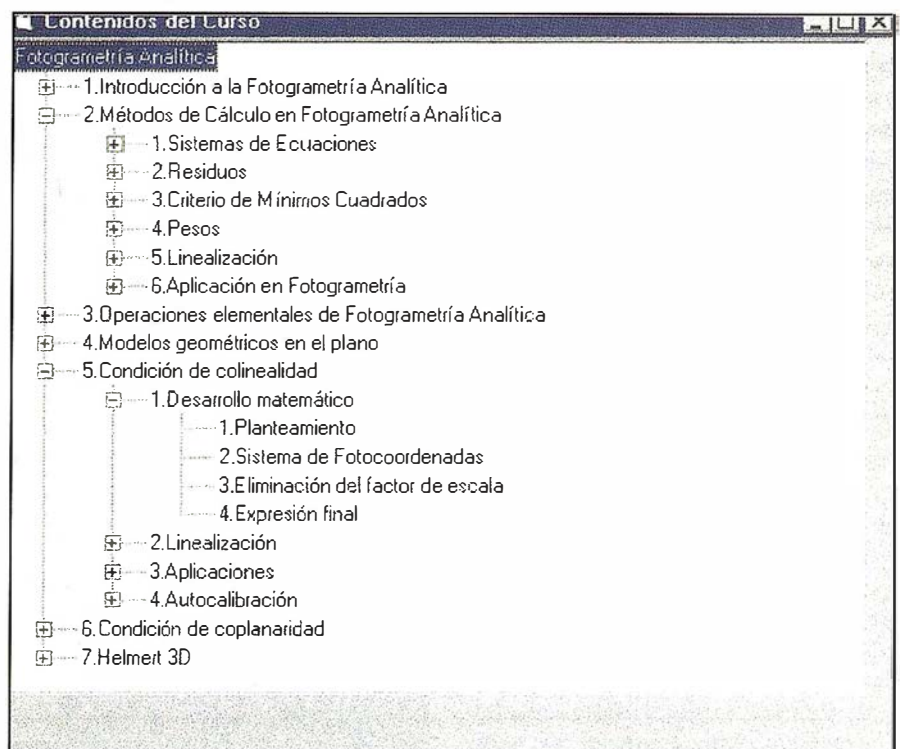 Contenidos del Curso
Fotogrametría Analítica
1.Introducción a la Fotogrametría Analítica
2.Métodos de Cálculo en Fotogrametría Analítica
1.Sistemas de Ecuaciones
2.Residuos
3.Criterio de Mínimos Cuadrados
4.Pesos
5.Linealización
6.Aplicación en Fotogrametría
3.Operaciones elementales de Fotogrametría Analítica
4.Modelos geométricos en el plano
5.Condición de colinealidad
1.Desarrollo matemático
1.Planteamiento
2.Sistema de Fotocoordenadas
3.Eliminación del factor de escala
4.Expresión final
2.Linealización
3.Aplicaciones
4.Autocalibración
6.Condición de coplanaridad
7.Helmert 3D